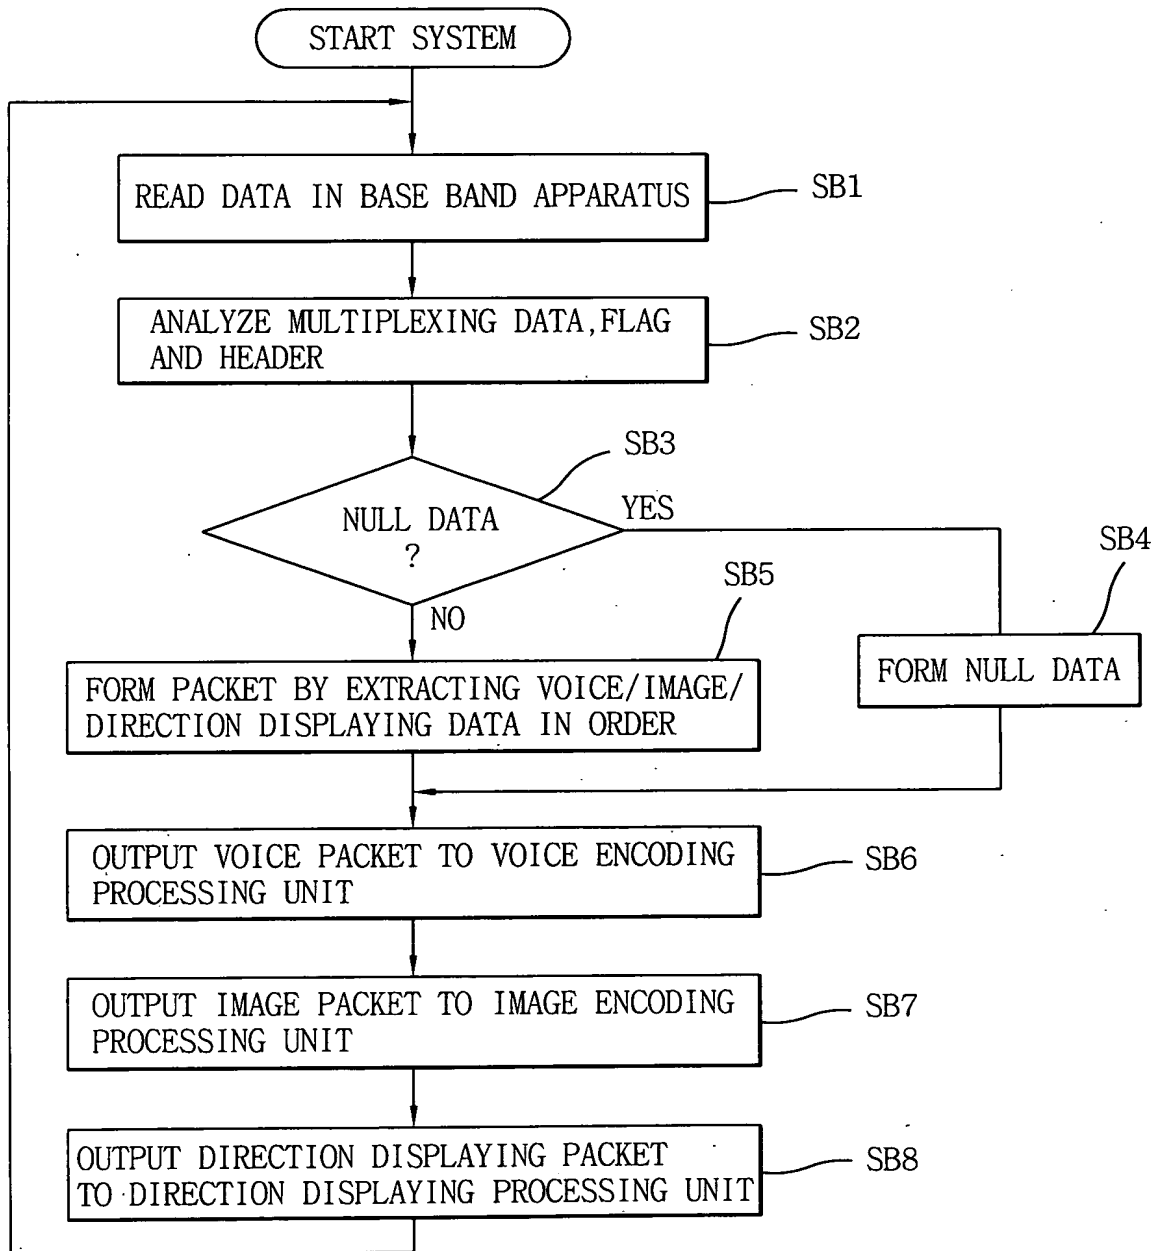 START SYSTEM
READ DATA IN BASE BAND APPARATUS
SB1
ANALYZE MULTIPLEXING DATA,FLAG
AND HEADER
SB2
SB3
NULL DATA
?
YES
NO
SB4
FORM NULL DATA
SB5
FORM PACKET BY EXTRACTING VOICE/IMAGE/
DIRECTION DISPLAYING DATA IN ORDER
OUTPUT VOICE PACKET TO VOICE ENCODING
PROCESSING UNIT
SB6
OUTPUT IMAGE PACKET TO IMAGE ENCODING
PROCESSING UNIT
SB7
OUTPUT DIRECTION DISPLAYING PACKET
TO DIRECTION DISPLAYING PROCESSING UNIT
SB8